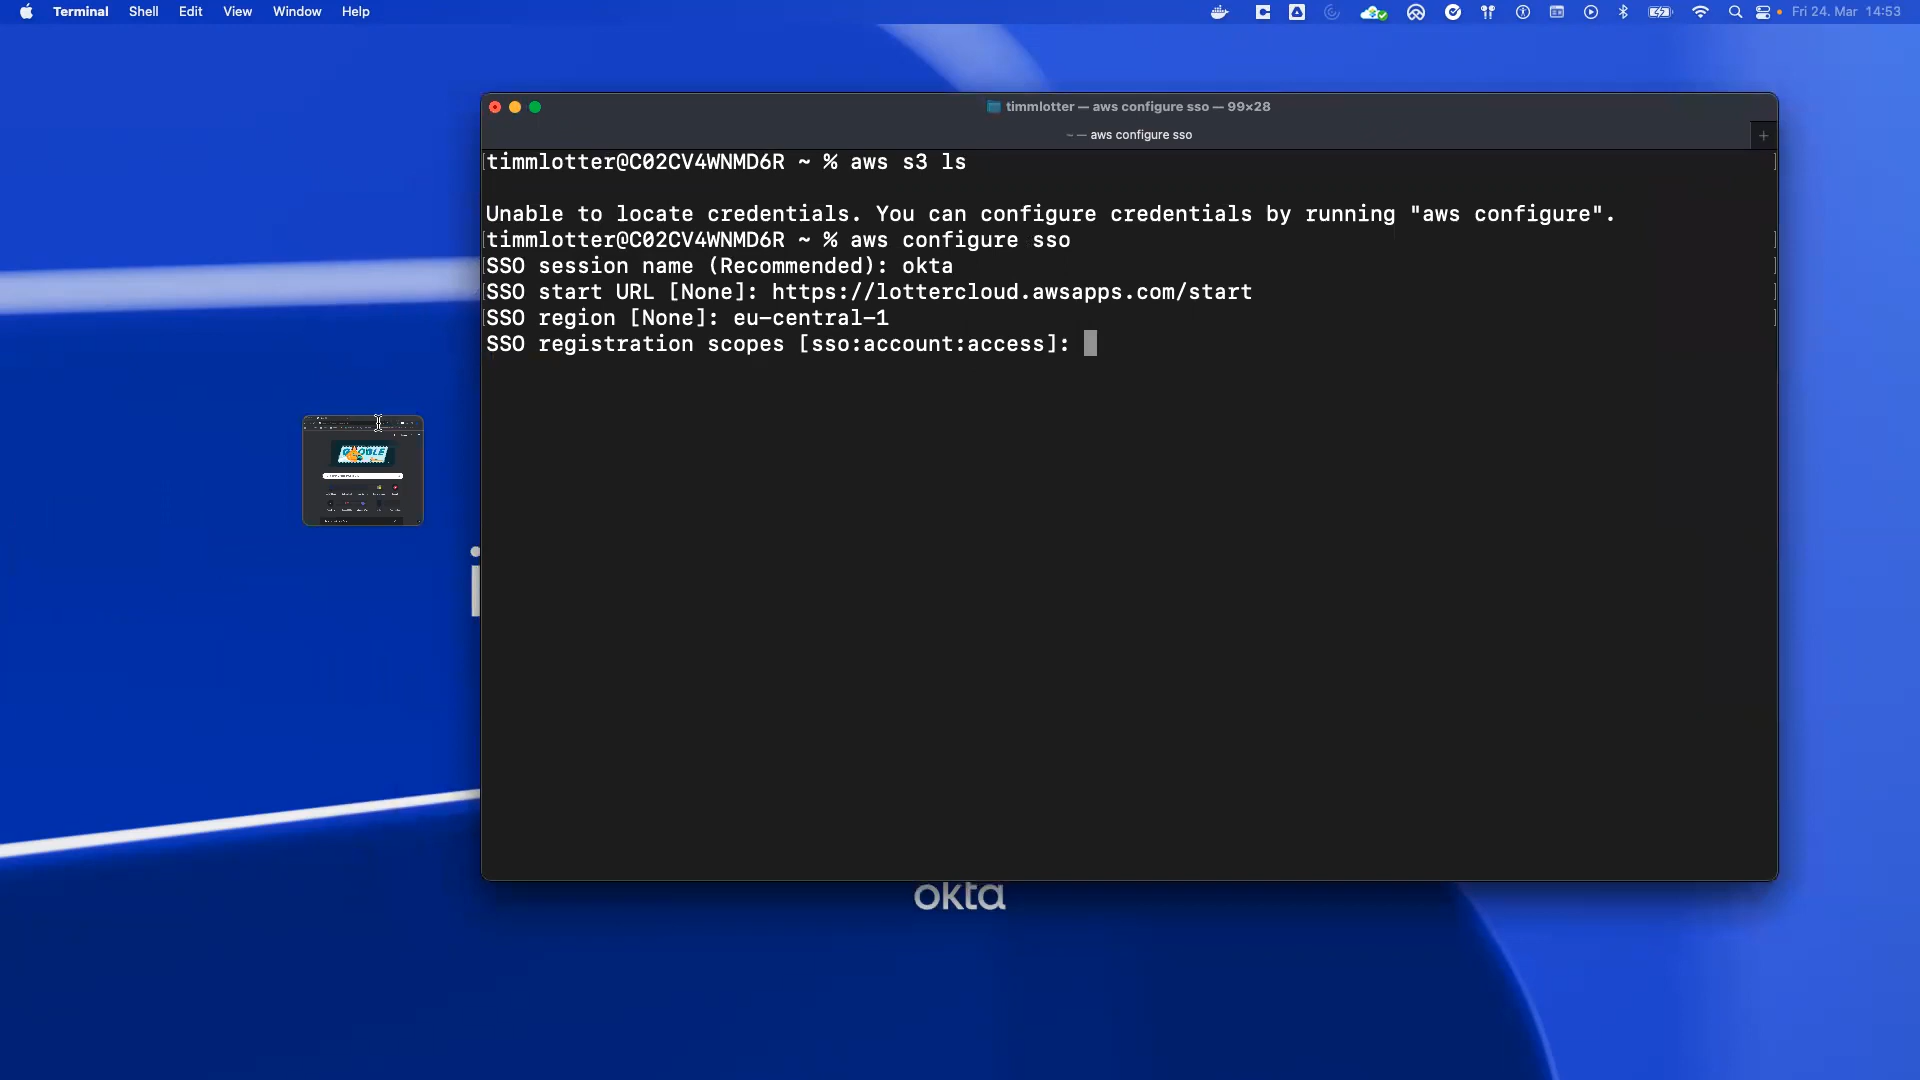 Terminal Shell Edit View Window Help Fri 24. Mar 14:53
timmlotter — aws configure sso — 99×28
~ — aws configure sso
timmlotter@C02CV4WNMD6R ~ % aws s3 ls
Unable to locate credentials. You can configure credentials by running "aws configure".
timmlotter@C02CV4WNMD6R ~ % aws configure sso
SSO session name (Recommended): okta
SSO start URL [None]: https://lottercloud.awsapps.com/start
SSO region [None]: eu-central-1
SSO registration scopes [sso:account:access]:
okta